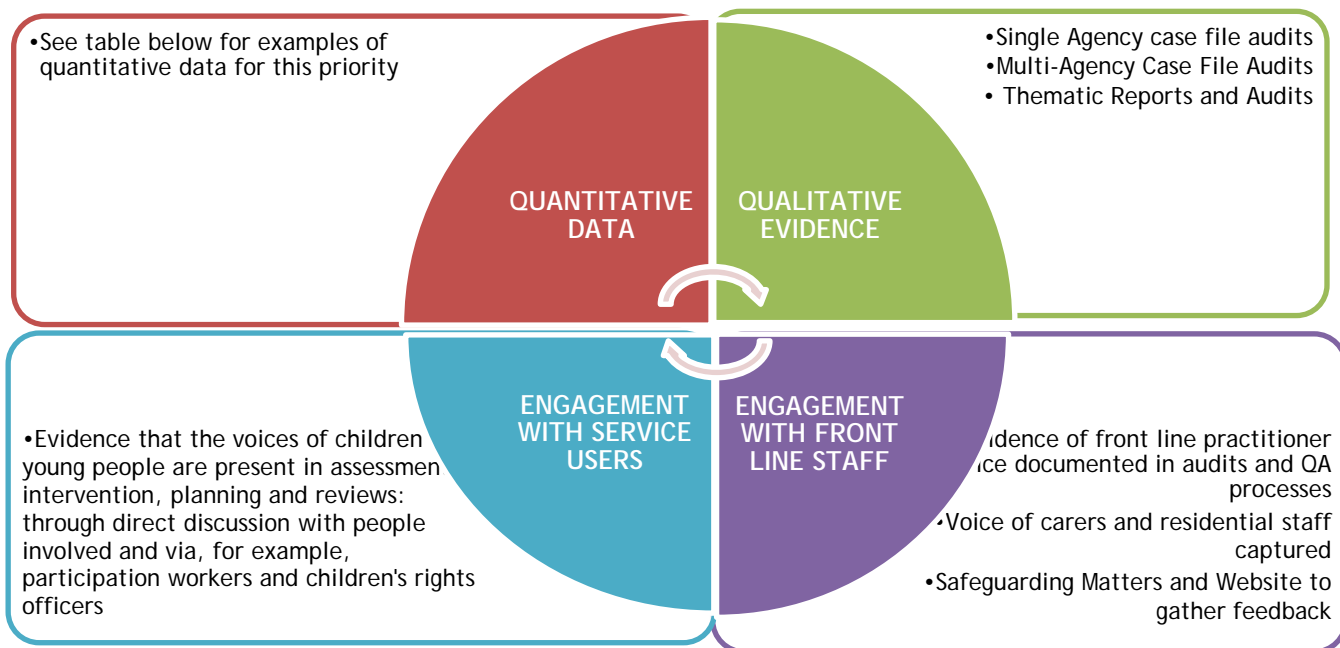 •See table below for examples of
quantitative data for this priority
•Single Agency case file audits
•Multi-Agency Case File Audits
• Thematic Reports and Audits
QUANTITATIVE
DATA
QUALITATIVE
EVIDENCE
ENGAGEMENT
WITH SERVICE
USERS
ENGAGEMENT
WITH FRONT
LINE STAFF
•Evidence that the voices of children
young people are present in
intervention, planning and reviews:
through direct discussion with people
involved and via, for example,
participation workers and children's rights
officers
of front line practitioner
documented in audits and QA
processes
•Voice of carers and residential staff
captured
•Safeguarding Matters and Website to
gather feedback